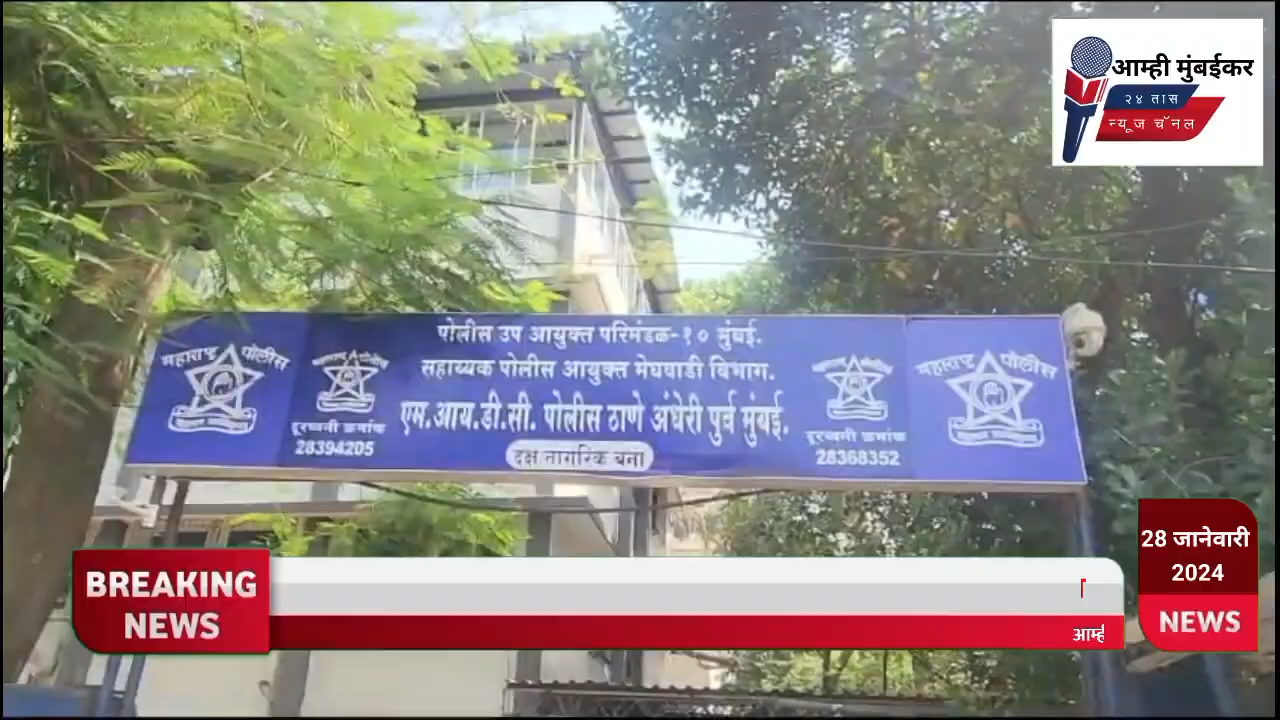 आम्ही मुंबईकर
२४ तास
न्यूज चॅनल
पोलीस उप आयुक्त परिमंडळ-१० मुंबई.
सहाय्यक पोलीस आयुक्त मेघवाडी विभाग.
एम.आय.डी.सी. पोलीस ठाणे अंधेरी पुर्व मुंबई.
दक्ष नागरिक बना
महाराष्ट्र पोलीस
महाराष्ट्र पोलीस
दूरध्वनी क्रमांक
28394205
दूरध्वनी क्रमांक
28368352
महाराष्ट्र पोलीस
BREAKING
NEWS
28 जानेवारी
2024
NEWS